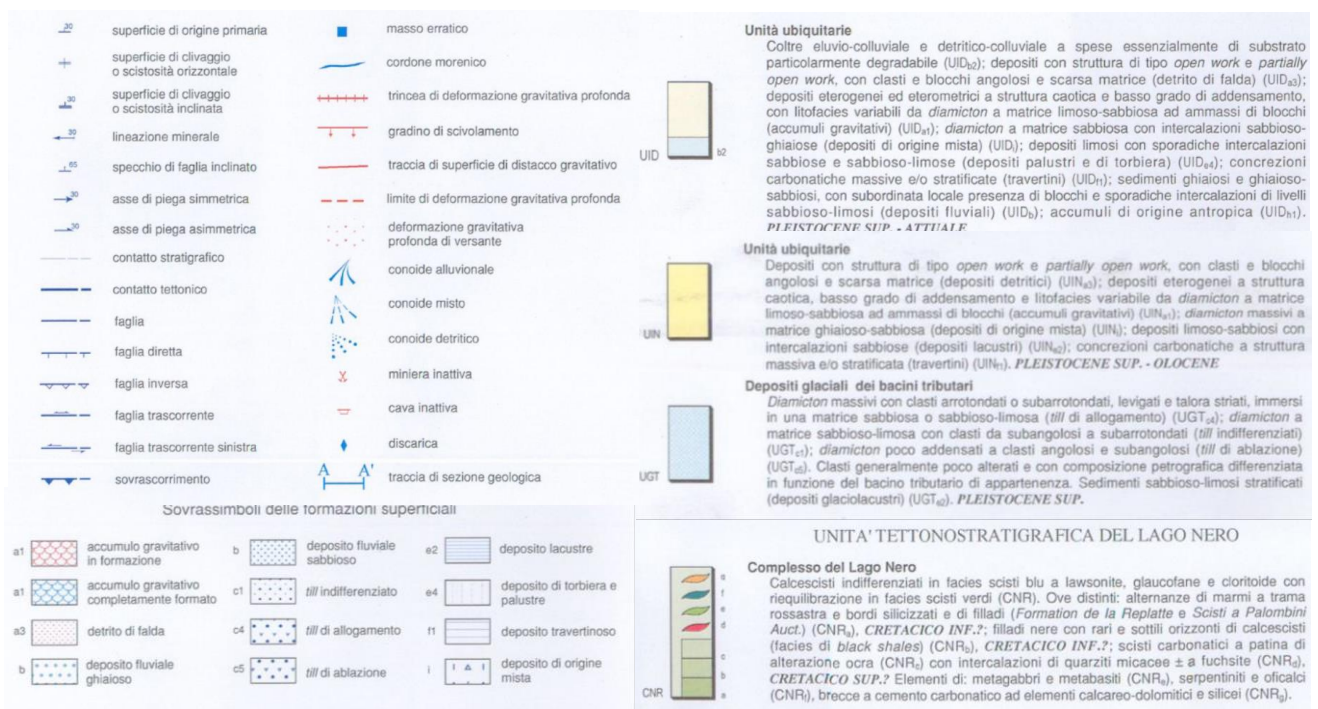 30 superficie di origine primaria
superficie di clivaggio
o scistosità orizzontale
30 superficie di clivaggio
o scistosità inclinata
30 lineazione minerale
65 specchio di faglia inclinato
30 asse di piega simmetrica
30 asse di piega asimmetrica
contatto stratigrafico
contatto tettonico
faglia
faglia diretta
faglia inversa
faglia trascorrente
faglia trascorrente sinistra
sovrascorrimento
masso erratico
cordone morenico
trincea di deformazione gravitativa profonda
gradino di scivolamento
traccia di superficie di distacco gravitativo
limite di deformazione gravitativa profonda
deformazione gravitativa
profonda di versante
conoide alluvionale
conoide misto
conoide detritico
miniera inattiva
cava inattiva
discarica
A A' traccia di sezione geologica
Sovrassimboli delle formazioni superficiali
a1 accumulo gravitativo
in formazione
a1 accumulo gravitativo
completamente formato
a3 detrito di falda
b deposito fluviale
ghiaioso
b deposito fluviale
sabbioso
c1 till indifferenziato
c4 till di allogamento
c5 till di ablazione
e2 deposito lacustre
e4 deposito di torbiera e
palustre
f1 deposito travertinoso
i deposito di origine
mista
Unità ubiquitarie
Coltre eluvio-colluviale e detritico-colluviale a spese essenzialmente di substrato
particolarmente degradabile (UIDb2); depositi con struttura di tipo open work e partially
open work, con clasti e blocchi angolosi e scarsa matrice (detrito di falda) (UIDa3);
depositi eterogenei ed eterometrici a struttura caotica e basso grado di addensamento,
con litofacies variabili da diamicton a matrice limoso-sabbiosa ad ammassi di blocchi
(accumuli gravitativi) (UIDa1); diamicton a matrice sabbiosa con intercalazioni sabbioso-
ghiaiose (depositi di origine mista) (UIDi); depositi limosi con sporadiche intercalazioni
sabbiose e sabbioso-limose (depositi palustri e di torbiera) (UIDe4); concrezioni
carbonatiche massive e/o stratificate (travertini) (UIDf1); sedimenti ghiaiosi e ghiaioso-
sabbiosi, con subordinata locale presenza di blocchi e sporadiche intercalazioni di livelli
sabbioso-limosi (depositi fluviali) (UIDb); accumuli di origine antropica (UIDh1).
PLEISTOCENE SUP. - ATTUALE
UID b2
Unità ubiquitarie
Depositi con struttura di tipo open work e partially open work, con clasti e blocchi
angolosi e scarsa matrice (depositi detritici) (UINa3); depositi eterogenei a struttura
caotica, basso grado di addensamento e litofacies variabile da diamicton a matrice
limoso-sabbiosa ad ammassi di blocchi (accumuli gravitativi) (UINa1); diamicton massivi a
matrice ghiaioso-sabbiosa (depositi di origine mista) (UINi); depositi limoso-sabbiosi con
intercalazioni sabbiose (depositi lacustri) (UINe2); concrezioni carbonatiche a struttura
massiva e/o stratificata (travertini) (UINf1). PLEISTOCENE SUP. - OLOCENE
UIN
Depositi glaciali dei bacini tributari
Diamicton massivi con clasti arrotondati o subarrotondati, levigati e talora striati, immersi
in una matrice sabbiosa o sabbioso-limosa (till di allogamento) (UGTc4); diamicton a
matrice sabbioso-limosa con clasti da subangolosi a subarrotondati (till indifferenziati)
(UGTc1); diamicton poco addensati a clasti angolosi e subangolosi (till di ablazione)
(UGTc5). Clasti generalmente poco alterati e con composizione petrografica differenziata
in funzione del bacino tributario di appartenenza. Sedimenti sabbioso-limosi stratificati
(depositi glaciolacustri) (UGTe2). PLEISTOCENE SUP.
UGT
UNITA' TETTONOSTRATIGRAFICA DEL LAGO NERO
Complesso del Lago Nero
Calcescisti indifferenziati in facies scisti blu a lawsonite, glaucofane e cloritoide con
riequilibrazione in facies scisti verdi (CNR). Ove distinti: alternanze di marmi a trama
rossastra e bordi silicizzati e di filladi (Formation de la Replatte e Scisti a Palombini
Auct.) (CNRa), CRETACICO INF.?; filladi nere con rari e sottili orizzonti di calcescisti
(facies di black shales) (CNRb), CRETACICO INF.?; scisti carbonatici a patina di
alterazione ocra (CNRc) con intercalazioni di quarziti micacee ± a fuchsite (CNRd),
CRETACICO SUP.? Elementi di: metagabbri e metabasiti (CNRe), serpentiniti e oficalci
(CNRf), brecce a cemento carbonatico ad elementi calcareo-dolomitici e silicei (CNRg).
g
f
e
d
c
b
CNR a